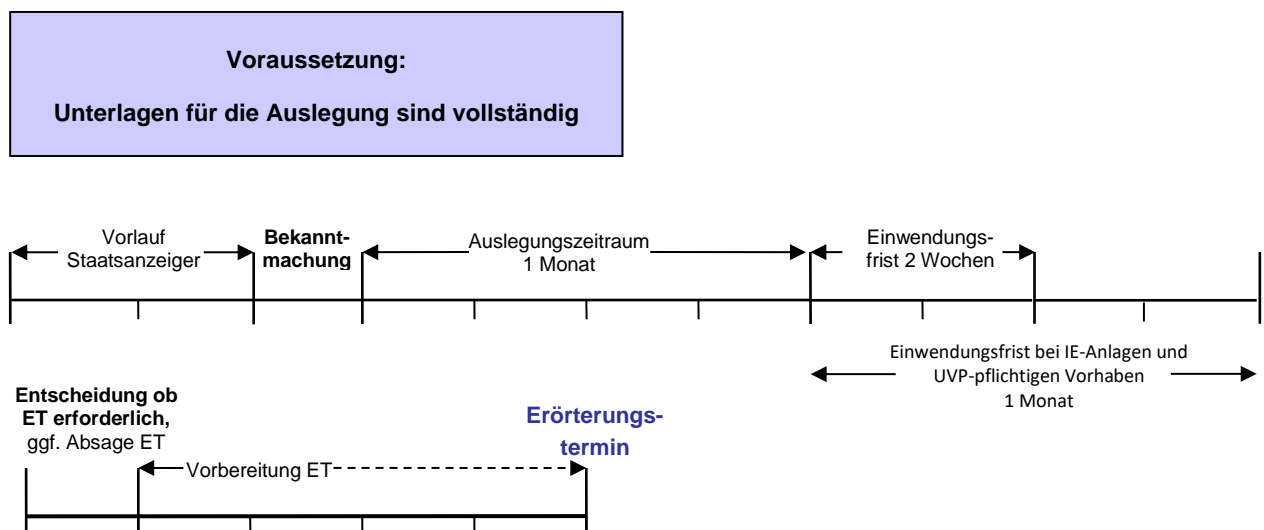 Voraussetzung:
Unterlagen für die Auslegung sind vollständig
Vorlauf
Staatsanzeiger
Bekannt-
machung
Auslegungszeitraum
1 Monat
Einwendungs-
frist 2 Wochen
Einwendungsfrist bei IE-Anlagen und
UVP-pflichtigen Vorhaben
1 Monat
Entscheidung ob
ET erforderlich,
ggf. Absage ET
Vorbereitung ET
Erörterungs-
termin